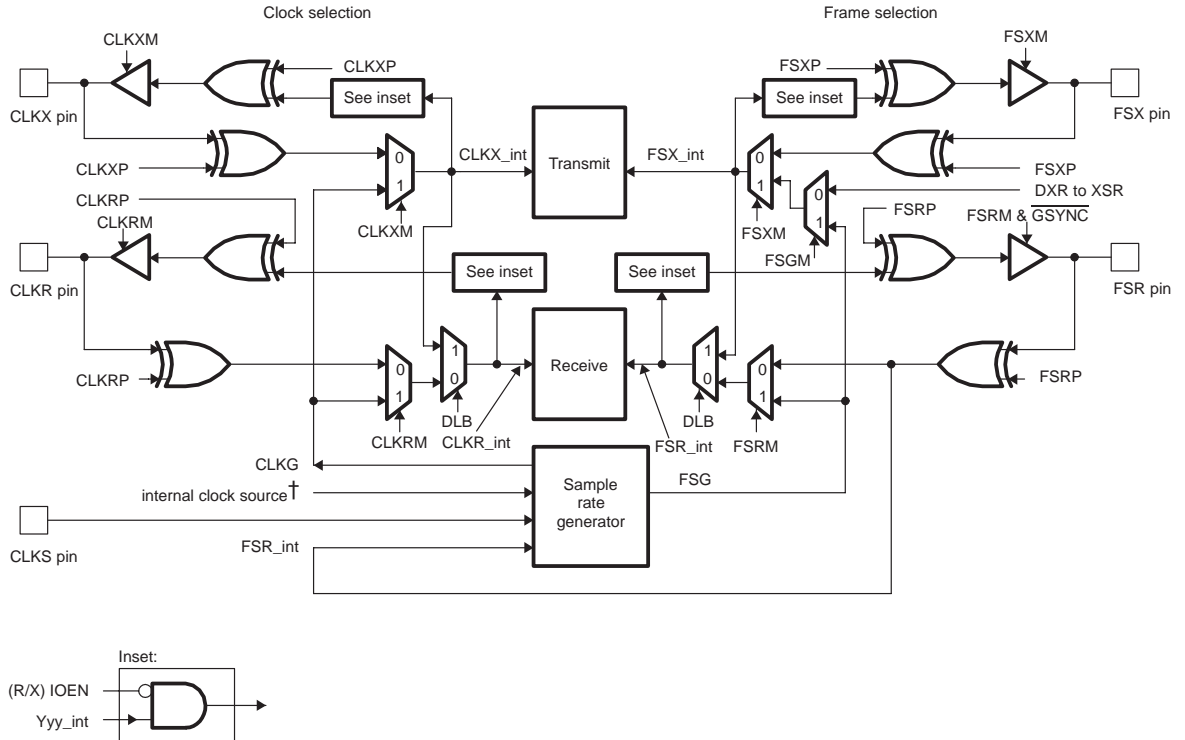 Clock selection
Frame selection
CLKXM
FSXM
CLKXP
FSXP
See inset
See inset
CLKX pin
FSX pin
Transmit
CLKX_int
FSX_int
0
1
0
1
CLKXP
FSXP
CLKRP
DXR to XSR
0
1
FSRP
CLKRM
FSRM & GSYNC
CLKXM
FSXM
FSGM
See inset
See inset
CLKR pin
FSR pin
Receive
1
0
1
0
0
1
0
1
CLKRP
FSRP
DLB
DLB
CLKRM
CLKR_int
FSR_int
FSRM
CLKG
Sample
rate
generator
FSG
internal clock source†
CLKS pin
FSR_int
Inset:
(R/X) IOEN
Yyy_int